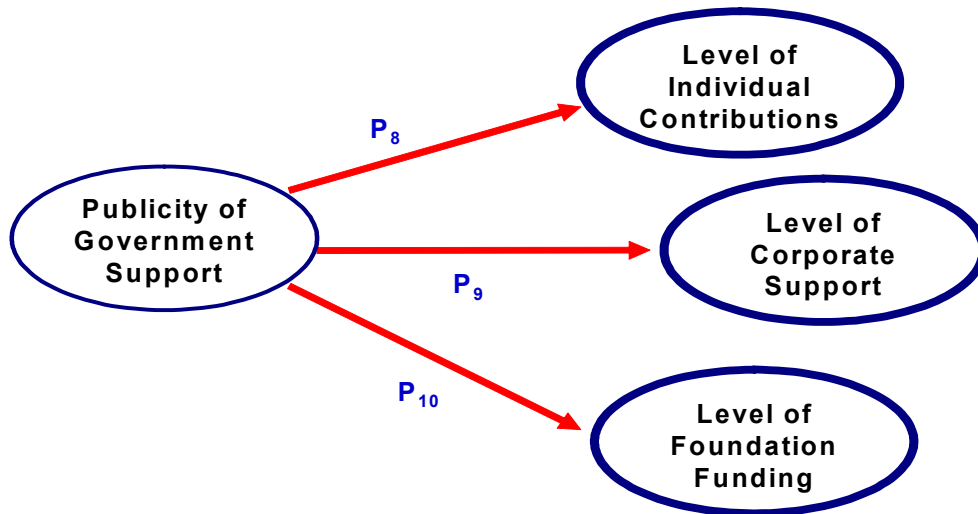 Level of
Individual
Contributions
P8
Publicity of
Government
Support
Level of
Corporate
Support
P9
P10
Level of
Foundation
Funding